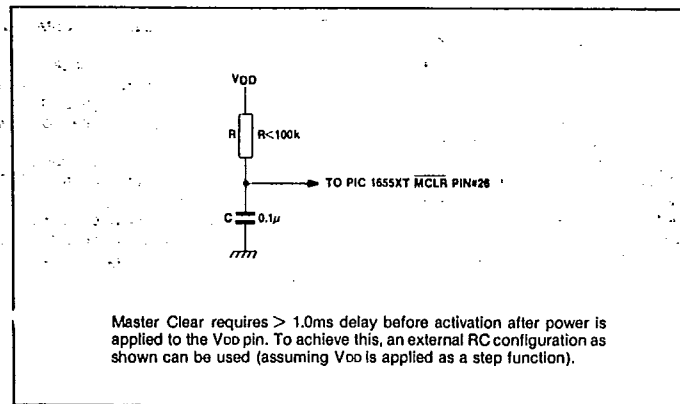 VDD
R R<100k
TO PIC 1655XT MCLR PIN#26
C 0.1μ
Master Clear requires > 1.0ms delay before activation after power is
applied to the VDD pin. To achieve this, an external RC configuration as
shown can be used (assuming VDD is applied as a step function).